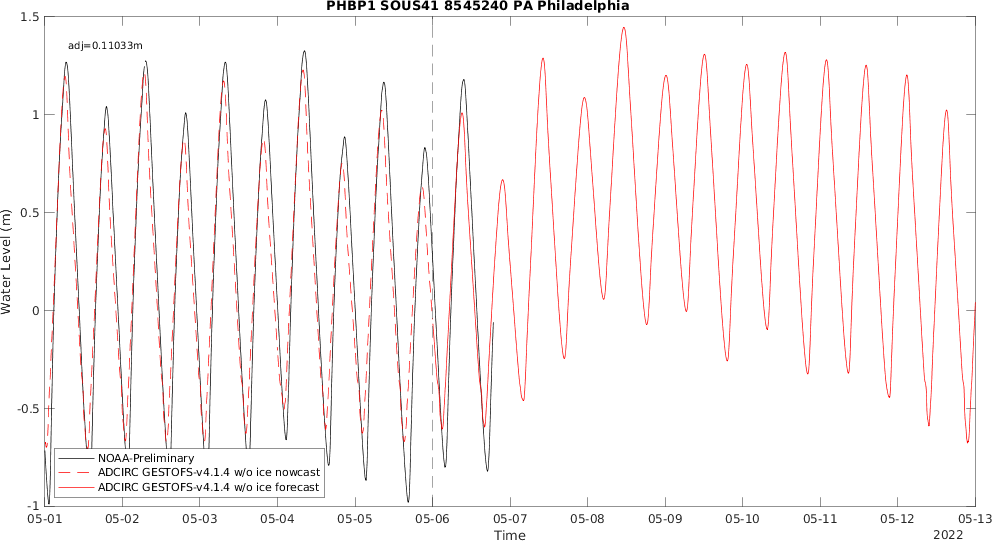 PHBP1 SOUS41 8545240 PA Philadelphia
adj=0.11033m
1.5
1
0.5
0
-0.5
-1
Water Level (m)
NOAA-Preliminary
ADCIRC GESTOFS-v4.1.4 w/o ice nowcast
ADCIRC GESTOFS-v4.1.4 w/o ice forecast
05-01 05-02 05-03 05-04 05-05 05-06 05-07 05-08 05-09 05-10 05-11 05-12 05-13
Time
2022